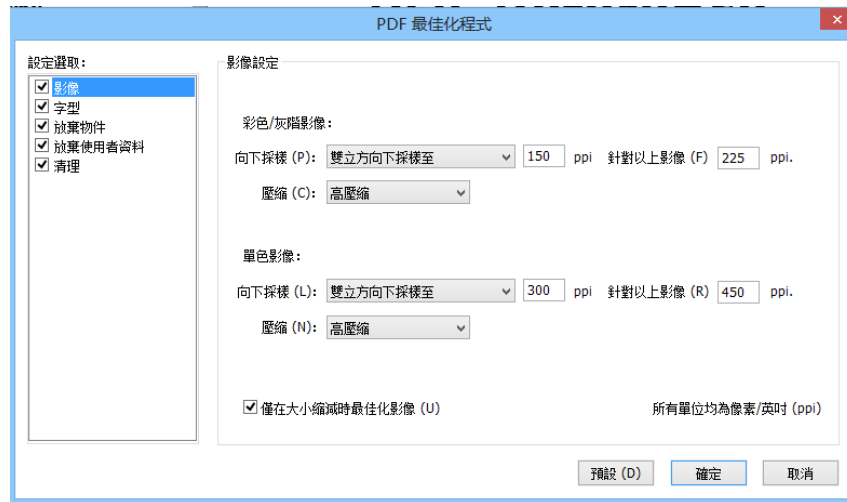 PDF 最佳化程式
設定選取:
影像
字型
放棄物件
放棄使用者資料
清理
影像設定
彩色/灰階影像:
向下採樣 (P): 雙立方向下採樣至 150 ppi 針對以上影像 (F) 225 ppi.
壓縮 (C): 高壓縮
單色影像:
向下採樣 (L): 雙立方向下採樣至 300 ppi 針對以上影像 (R) 450 ppi.
壓縮 (N): 高壓縮
僅在大小縮減時最佳化影像 (U) 所有單位均為像素/英吋 (ppi)
預設 (D) 確定 取消